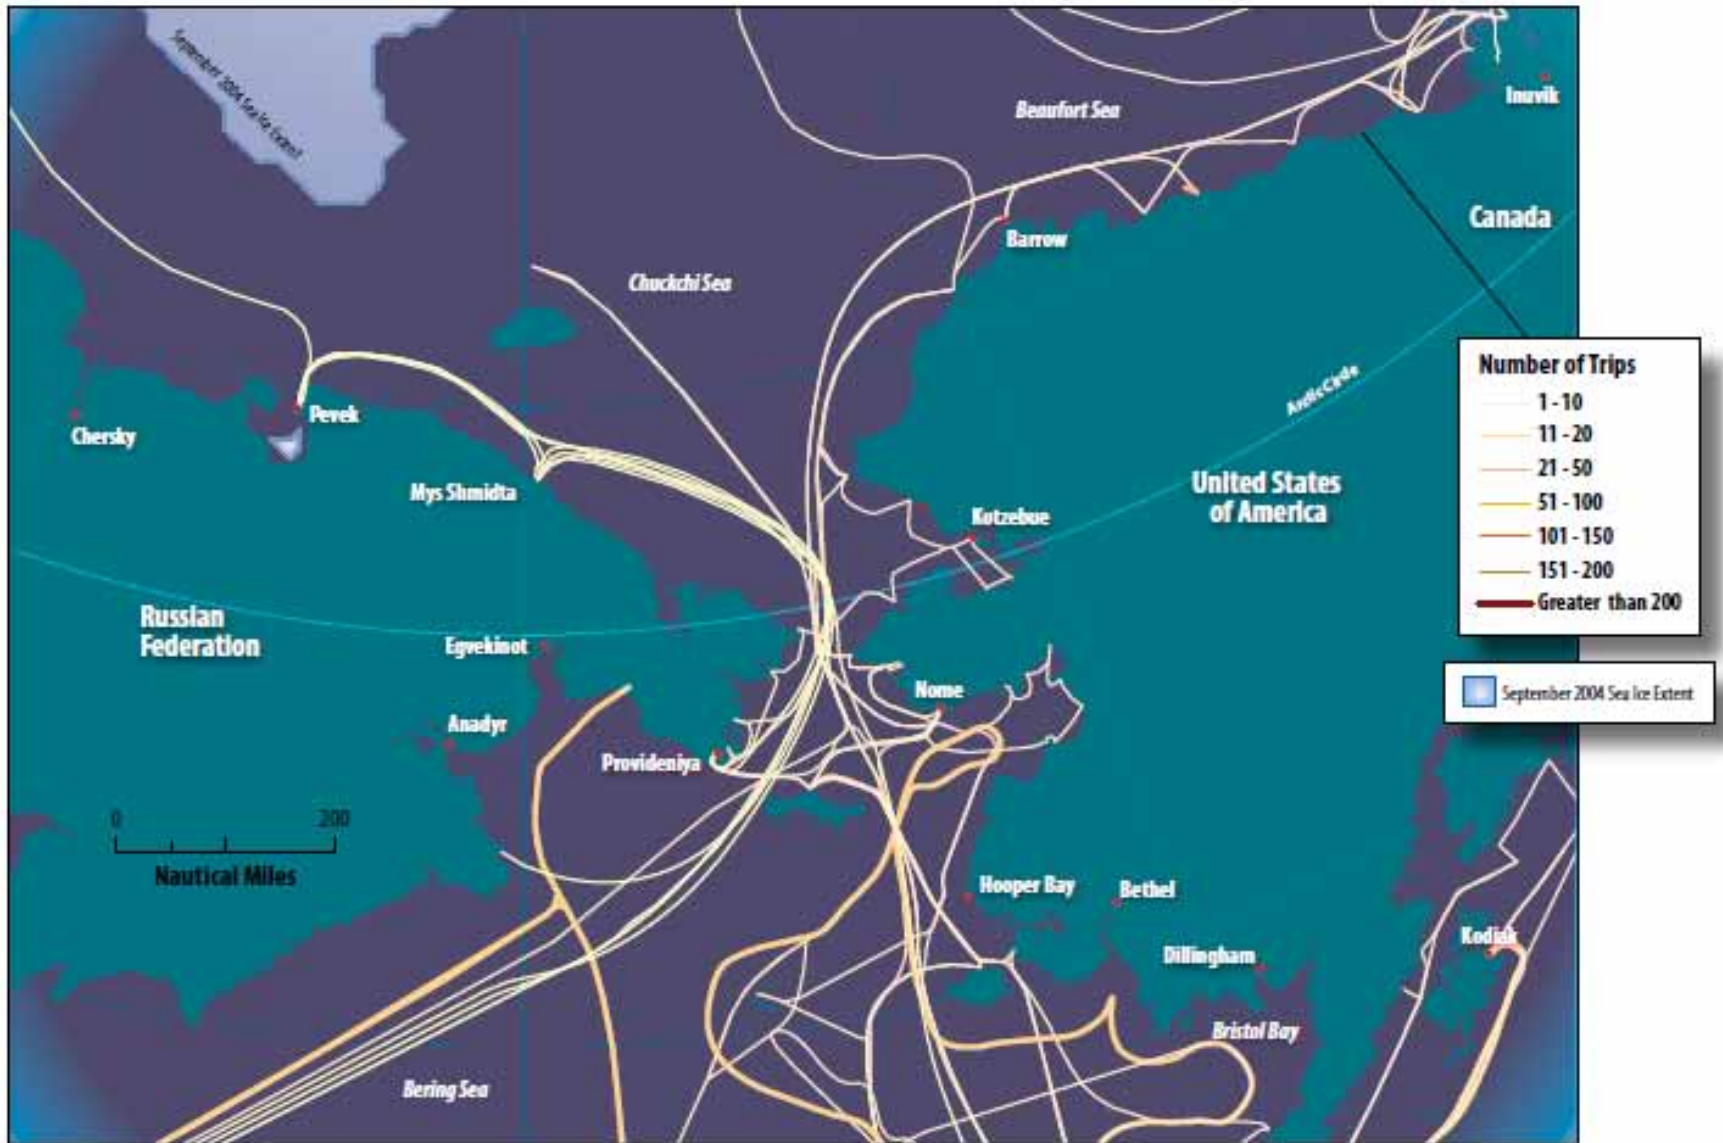 September 2004 Sea Ice Extent
Beaufort Sea
Inuvik
Canada
Barrow
Chuckchi Sea
Arctic Circle
Pevek
Chersky
Mys Shmidta
United States
of America
Kotzebue
Russian
Federation
Egvekinot
Nome
Anadyr
Provideniya
0
200
Nautical Miles
Hooper Bay
Bethel
Kodiak
Dillingham
Bristol Bay
Bering Sea
Number of Trips
1 - 10
11 - 20
21 - 50
51 - 100
101 - 150
151 - 200
Greater than 200
September 2004 Sea Ice Extent